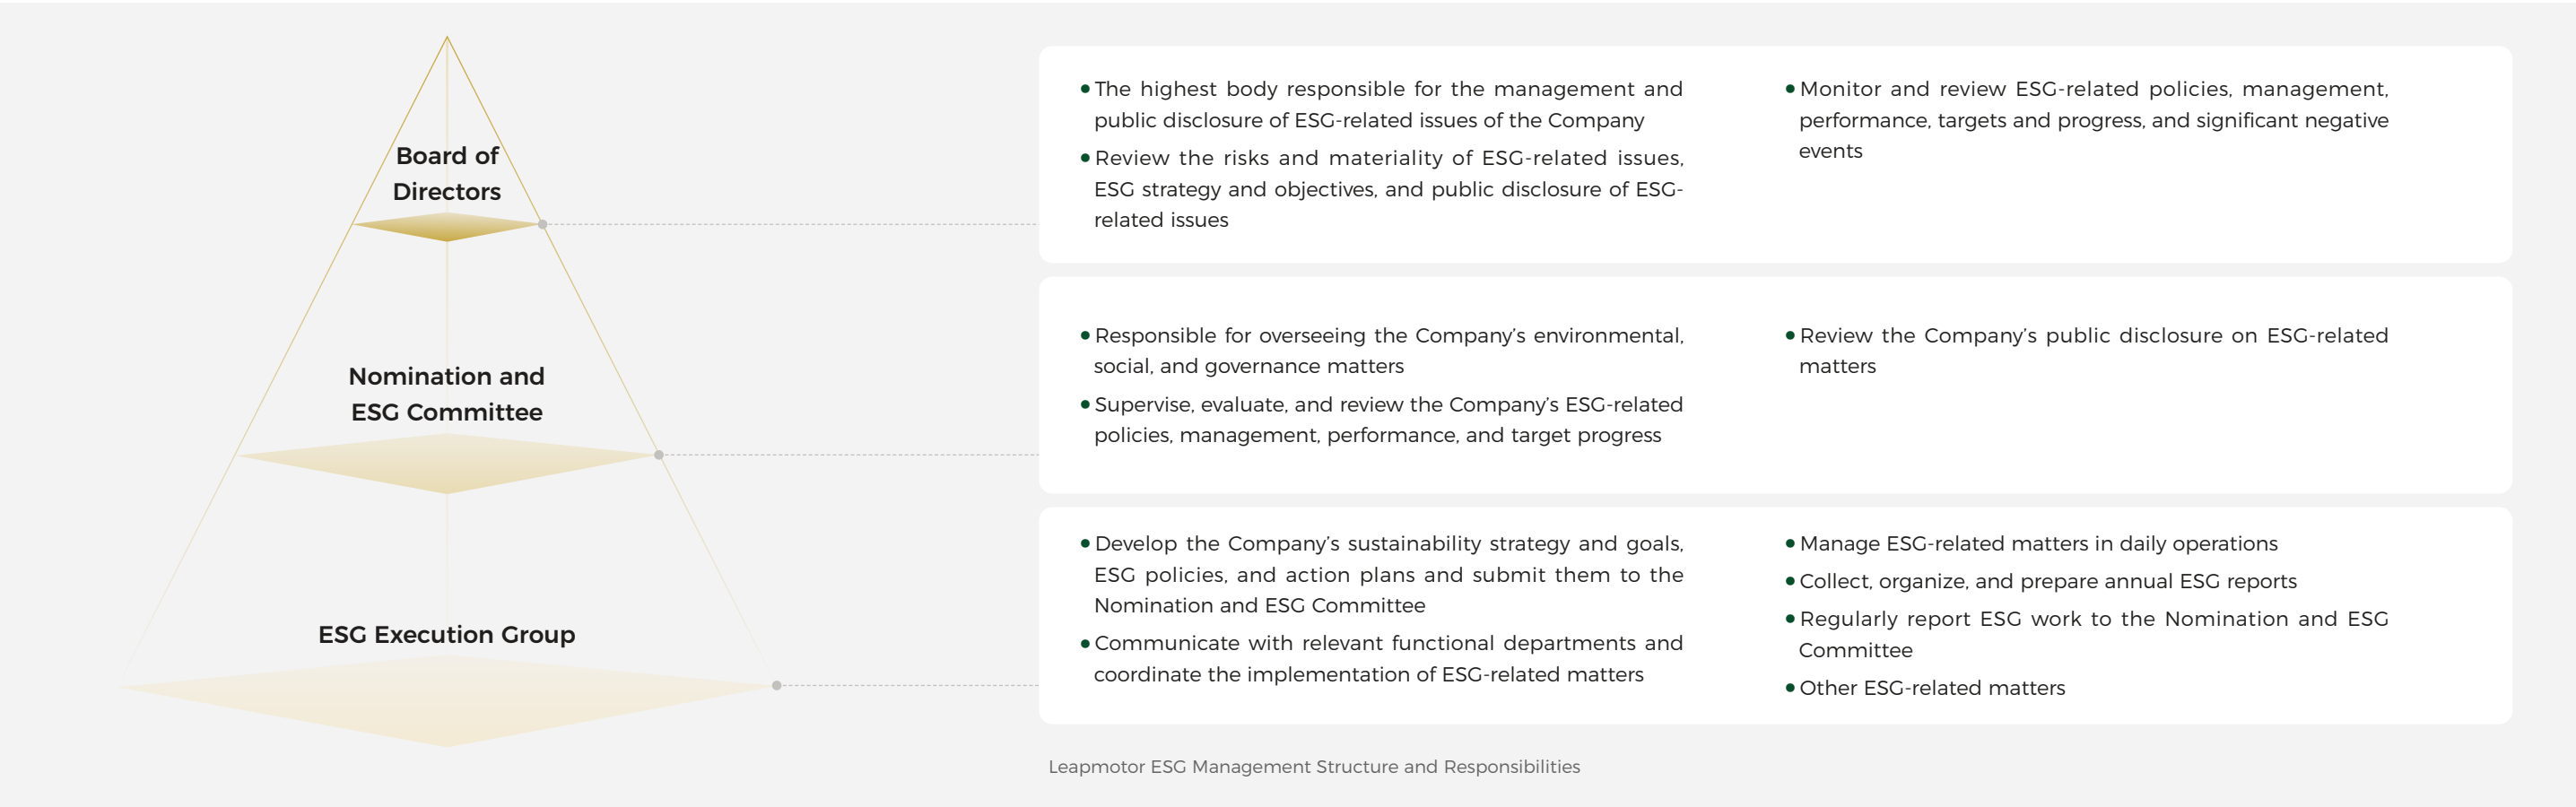 Board of
Directors
● The highest body responsible for the management and
public disclosure of ESG-related issues of the Company
● Review the risks and materiality of ESG-related issues,
ESG strategy and objectives, and public disclosure of ESG-
related issues
● Monitor and review ESG-related policies, management,
performance, targets and progress, and significant negative
events
Nomination and
ESG Committee
● Responsible for overseeing the Company’s environmental,
social, and governance matters
● Supervise, evaluate, and review the Company’s ESG-related
policies, management, performance, and target progress
● Review the Company’s public disclosure on ESG-related
matters
ESG Execution Group
● Develop the Company’s sustainability strategy and goals,
ESG policies, and action plans and submit them to the
Nomination and ESG Committee
● Communicate with relevant functional departments and
coordinate the implementation of ESG-related matters
● Manage ESG-related matters in daily operations
● Collect, organize, and prepare annual ESG reports
● Regularly report ESG work to the Nomination and ESG
Committee
● Other ESG-related matters
Leapmotor ESG Management Structure and Responsibilities